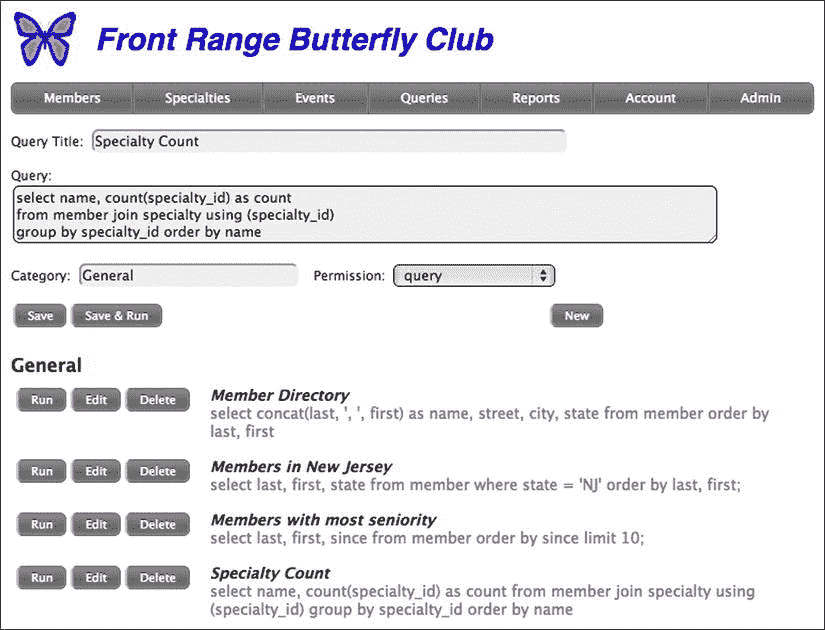 Front Range Butterfly Club
Members Specialties Events Queries Reports Account Admin
Query Title: Specialty Count
Query:
select name, count(specialty_id) as count
from member join specialty using (specialty_id)
group by specialty_id order by name
Category: General Permission: query
Save Save & Run New
General
Run Edit Delete Member Directory
select concat(last, ', ', first) as name, street, city, state from member order by
last, first
Run Edit Delete Members in New Jersey
select last, first, state from member where state = 'NJ' order by last, first;
Run Edit Delete Members with most seniority
select last, first, since from member order by since limit 10;
Run Edit Delete Specialty Count
select name, count(specialty_id) as count from member join specialty using
(specialty_id) group by specialty_id order by name